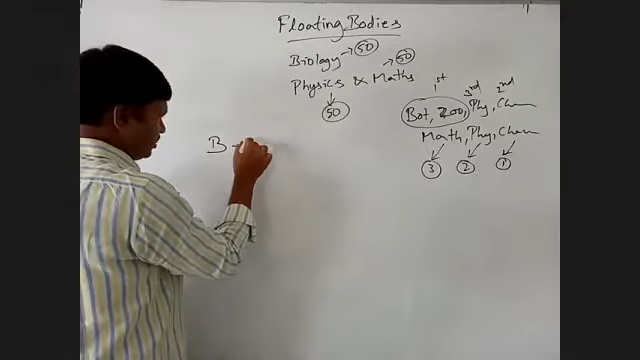 Floating Bodies
Biology → 50
Physics & Maths → 50
50
1st 3rd 2nd
Bot, Zoo, Phy, Chem
Math, Phy, Chem
3 2 1
B -